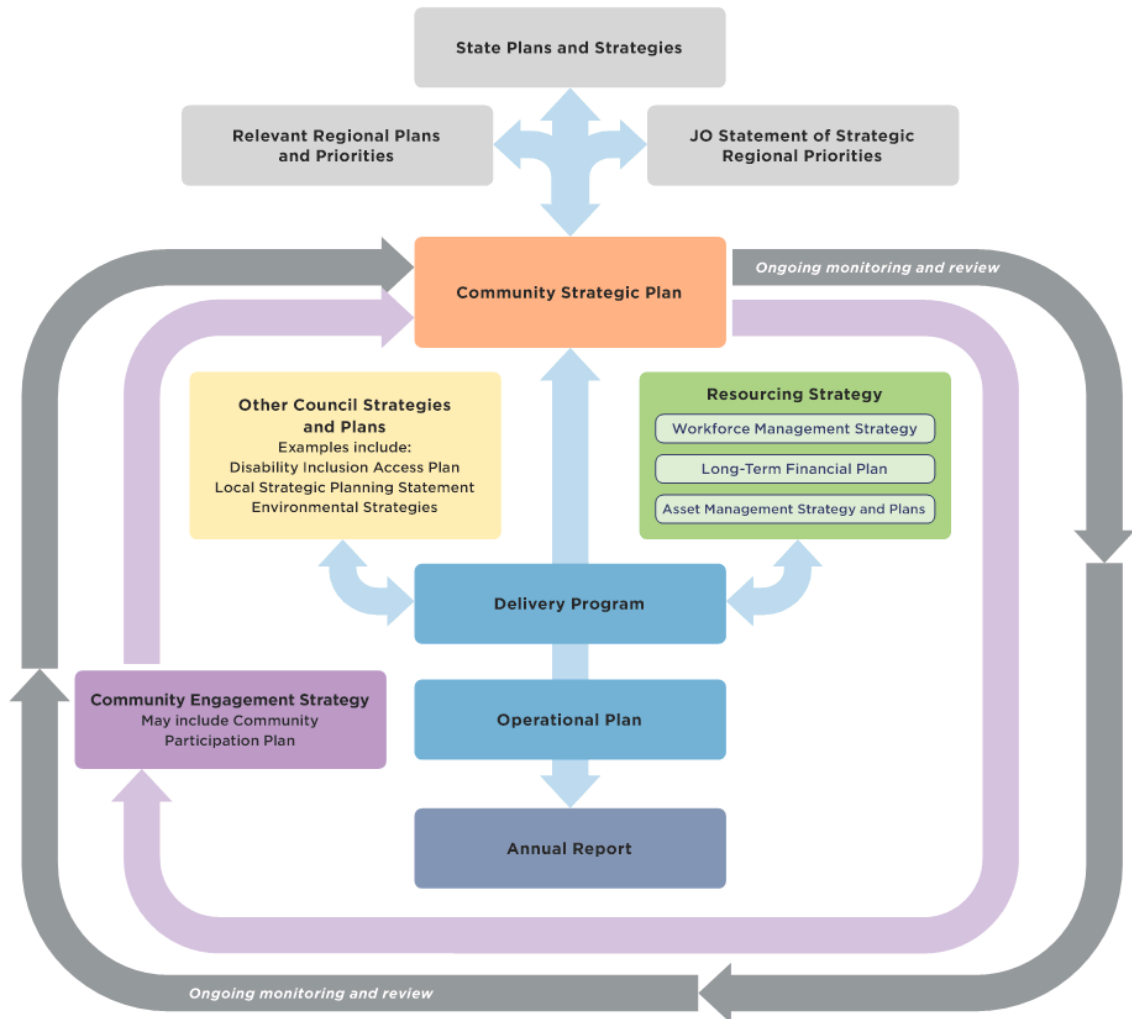 State Plans and Strategies
Relevant Regional Plans
and Priorities
JO Statement of Strategic
Regional Priorities
Community Strategic Plan
Ongoing monitoring and review
Other Council Strategies
and Plans
Examples include:
Disability Inclusion Access Plan
Local Strategic Planning Statement
Environmental Strategies
Resourcing Strategy
Workforce Management Strategy
Long-Term Financial Plan
Asset Management Strategy and Plans
Delivery Program
Community Engagement Strategy
May include Community
Participation Plan
Operational Plan
Annual Report
Ongoing monitoring and review